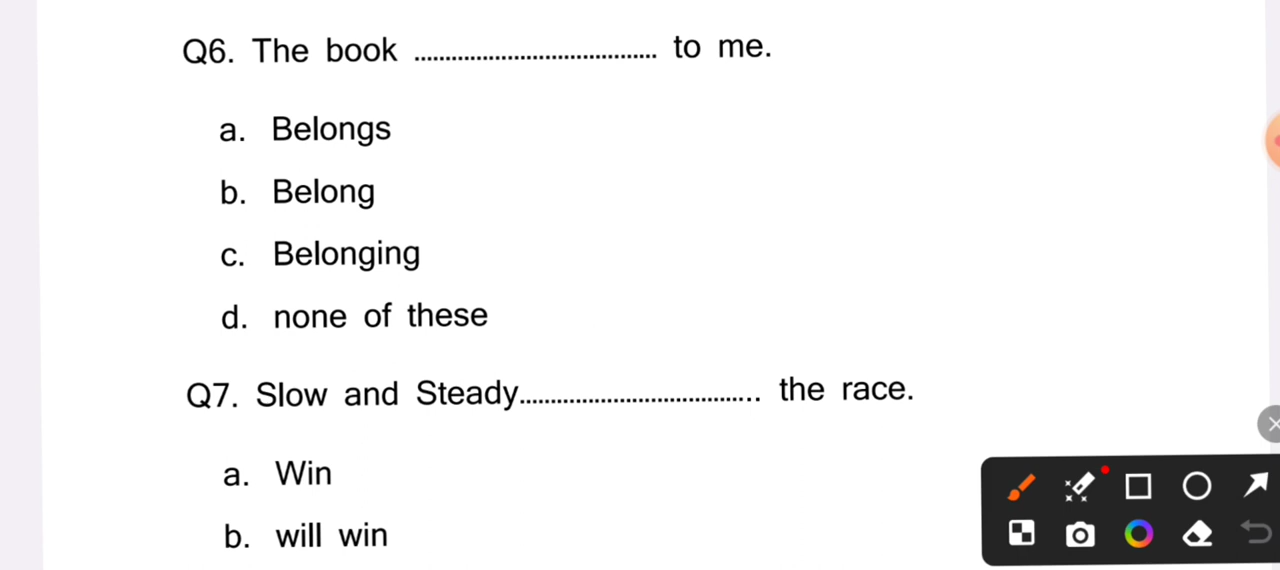 Q6. The book ...................................... to me.
a. Belongs
b. Belong
c. Belonging
d. none of these
Q7. Slow and Steady...................................... the race.
a. Win
b. will win